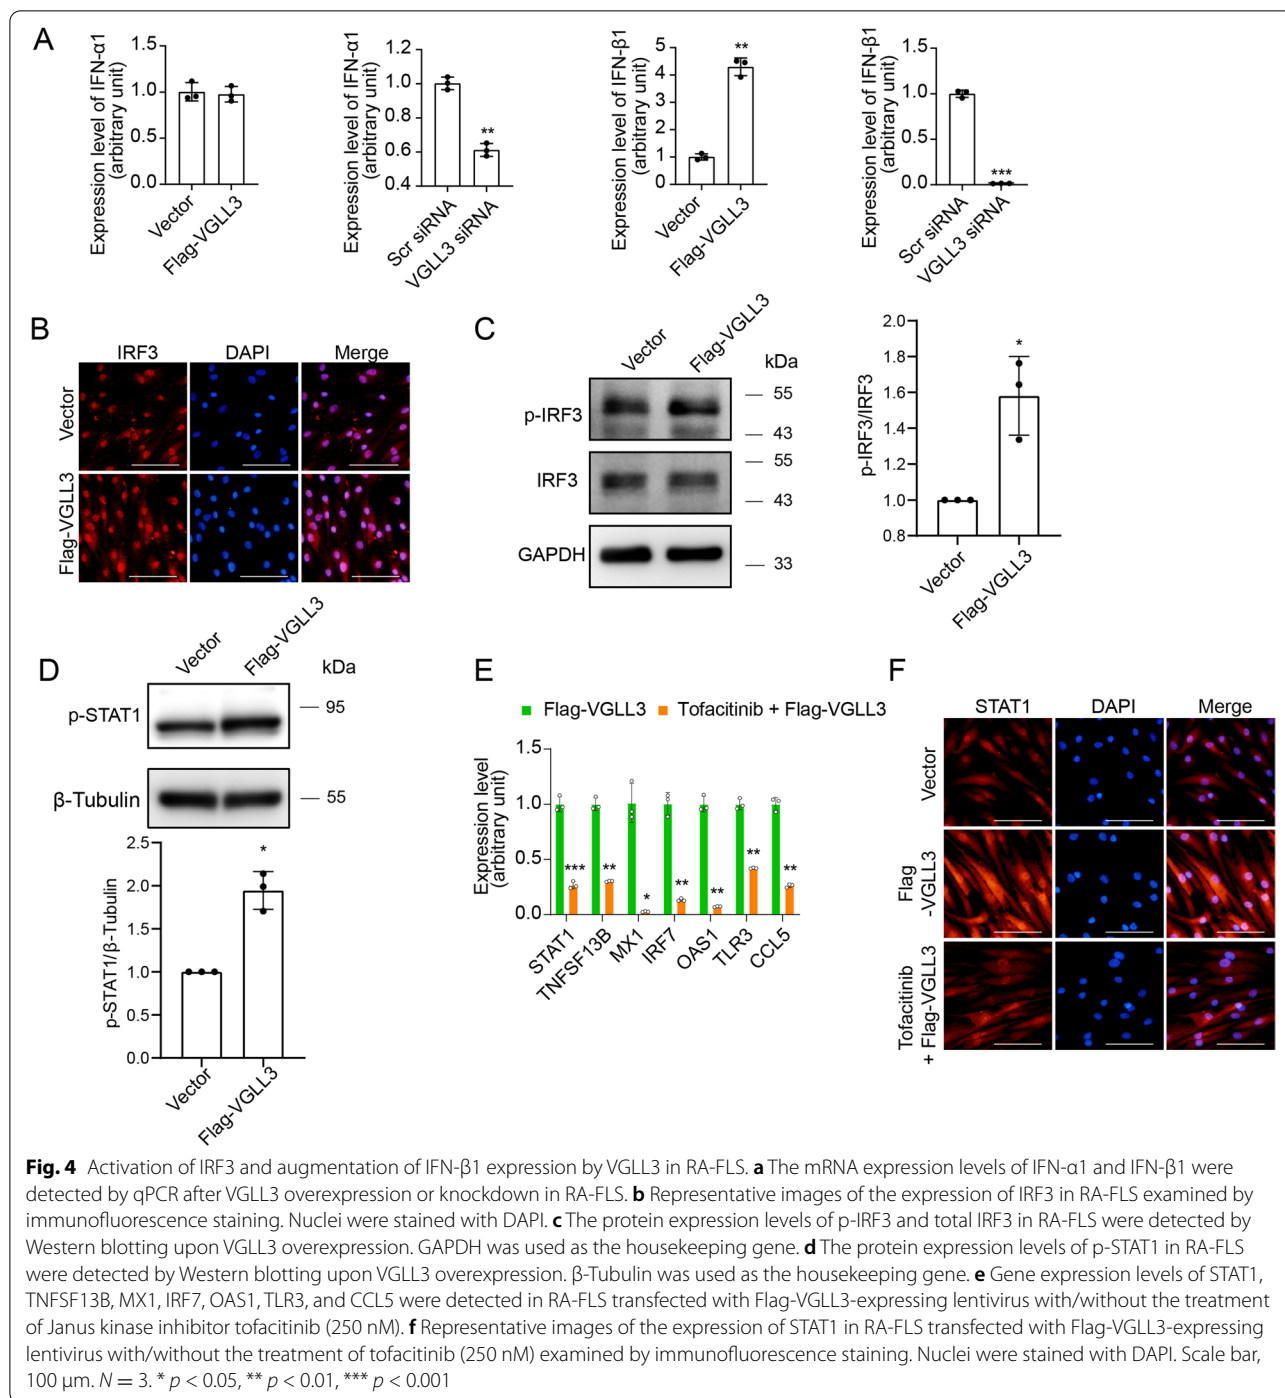 A
Expression level of IFN-α1
(arbitrary unit)
1.5
1.0
0.5
0.0
Vector
Flag-VGLL3
Expression level of IFN-α1
(arbitrary unit)
1.2
1.0
0.8
0.6
0.4
**
Scr siRNA
VGLL3 siRNA
Expression level of IFN-β1
(arbitrary unit)
5
4
3
2
1
0
**
Vector
Flag-VGLL3
Expression level of IFN-β1
(arbitrary unit)
1.5
1.0
0.5
0.0
***
Scr siRNA
VGLL3 siRNA
B
IRF3 DAPI Merge
Vector
Flag-VGLL3
C
Vector
Flag-VGLL3
kDa
p-IRF3
55
43
IRF3
55
43
GAPDH
33
p-IRF3/IRF3
2.0
1.8
1.6
1.4
1.2
1.0
0.8
*
Vector
Flag-VGLL3
D
Vector
Flag-VGLL3
kDa
p-STAT1
95
β-Tubulin
55
p-STAT1/β-Tubulin
2.5
2.0
1.5
1.0
0.5
0.0
*
Vector
Flag-VGLL3
E
Flag-VGLL3 Tofacitinib + Flag-VGLL3
Expression level
(arbitrary unit)
1.5
1.0
0.5
0.0
*** ** * ** ** ** **
STAT1
TNFSF13B
MX1
IRF7
OAS1
TLR3
CCL5
F
STAT1 DAPI Merge
Vector
Flag
-VGLL3
Tofacitinib
+ Flag-VGLL3
Fig. 4 Activation of IRF3 and augmentation of IFN-β1 expression by VGLL3 in RA-FLS. a The mRNA expression levels of IFN-α1 and IFN-β1 were
detected by qPCR after VGLL3 overexpression or knockdown in RA-FLS. b Representative images of the expression of IRF3 in RA-FLS examined by
immunofluorescence staining. Nuclei were stained with DAPI. c The protein expression levels of p-IRF3 and total IRF3 in RA-FLS were detected by
Western blotting upon VGLL3 overexpression. GAPDH was used as the housekeeping gene. d The protein expression levels of p-STAT1 in RA-FLS
were detected by Western blotting upon VGLL3 overexpression. β-Tubulin was used as the housekeeping gene. e Gene expression levels of STAT1,
TNFSF13B, MX1, IRF7, OAS1, TLR3, and CCL5 were detected in RA-FLS transfected with Flag-VGLL3-expressing lentivirus with/without the treatment
of Janus kinase inhibitor tofacitinib (250 nM). f Representative images of the expression of STAT1 in RA-FLS transfected with Flag-VGLL3-expressing
lentivirus with/without the treatment of tofacitinib (250 nM) examined by immunofluorescence staining. Nuclei were stained with DAPI. Scale bar,
100 μm. N = 3. * p < 0.05, ** p < 0.01, *** p < 0.001